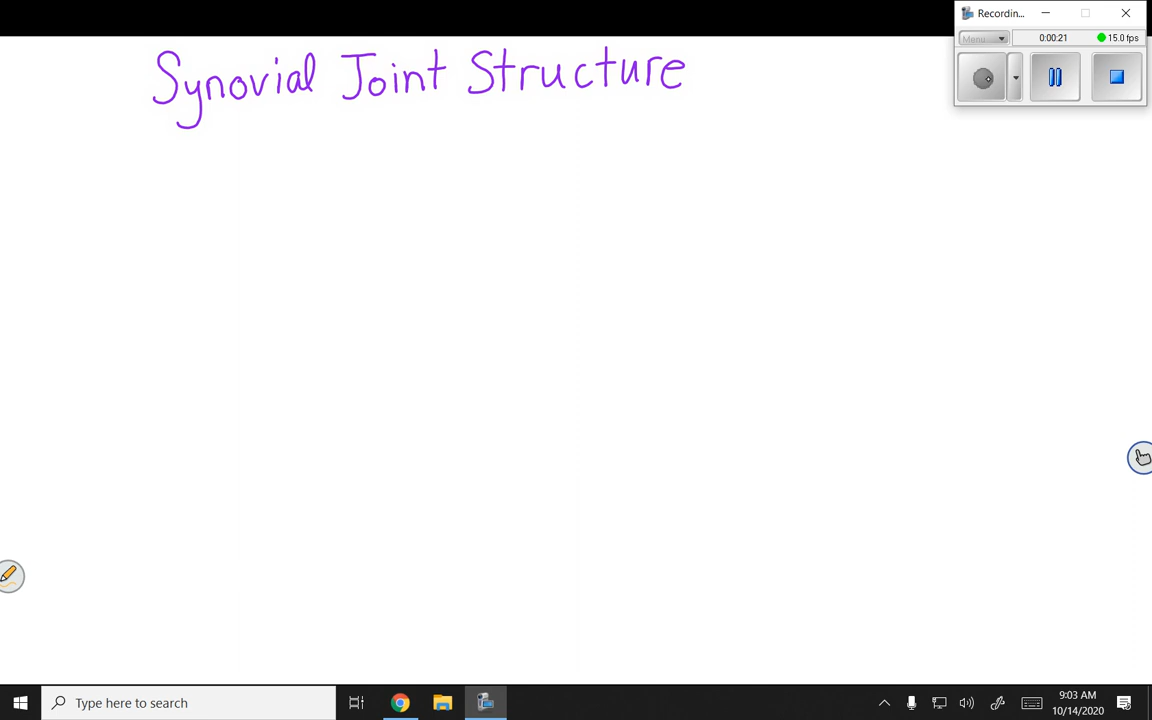 Recordin...
Menu
0:00:21
15.0 fps
Synovial Joint Structure
Type here to search
9:03 AM
10/14/2020